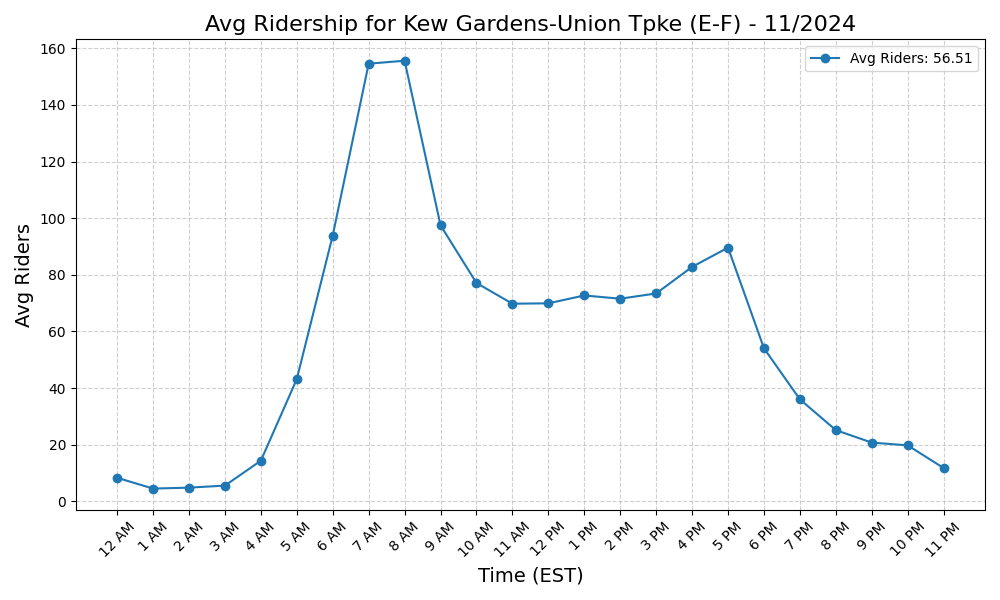 Avg Ridership for Kew Gardens-Union Tpke (E-F) - 11/2024
Avg Riders: 56.51
Avg Riders
160
140
120
100
80
60
40
20
0
12 AM
1 AM
2 AM
3 AM
4 AM
5 AM
6 AM
7 AM
8 AM
9 AM
10 AM
11 AM
12 PM
1 PM
2 PM
3 PM
4 PM
5 PM
6 PM
7 PM
8 PM
9 PM
10 PM
11 PM
Time (EST)